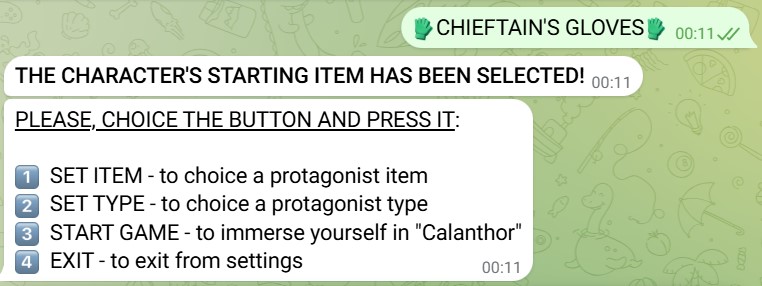 🧤CHIEFTAIN'S GLOVES🧤 00:11
THE CHARACTER'S STARTING ITEM HAS BEEN SELECTED! 00:11
PLEASE, CHOICE THE BUTTON AND PRESS IT:
1 SET ITEM - to choice a protagonist item
2 SET TYPE - to choice a protagonist type
3 START GAME - to immerse yourself in "Calanthor"
4 EXIT - to exit from settings 00:11